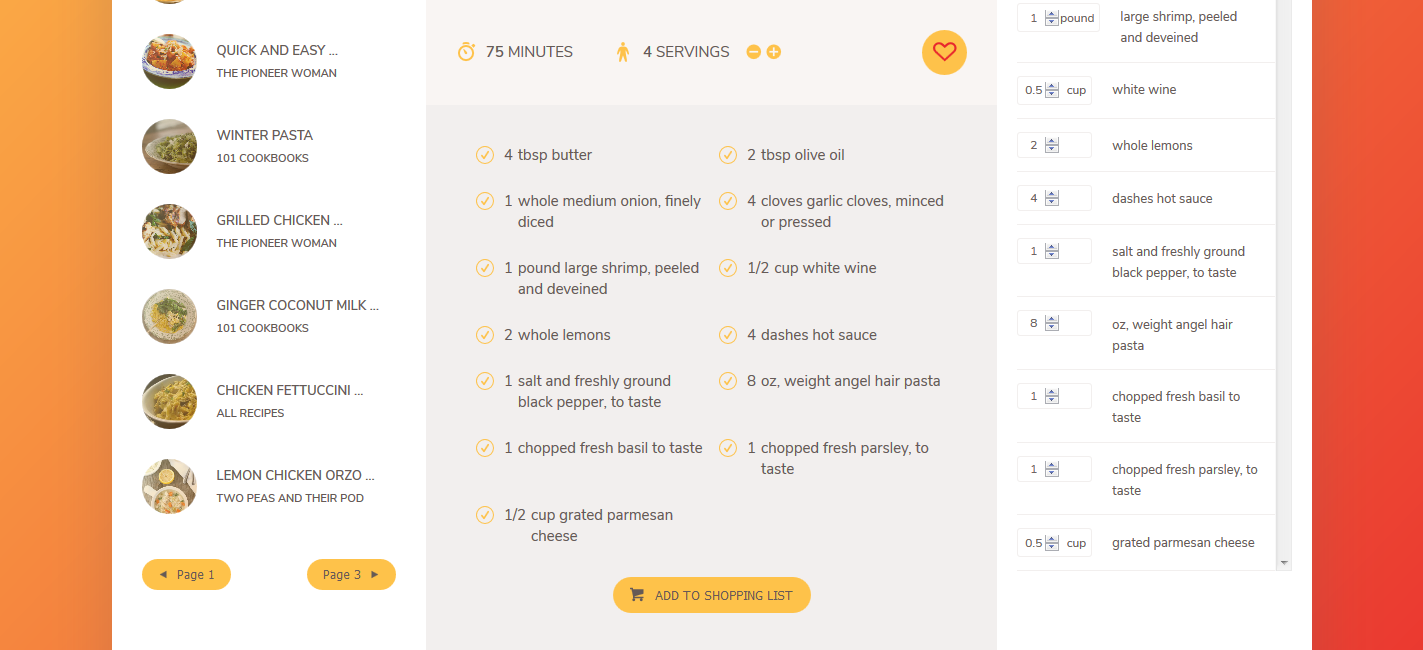 QUICK AND EASY ...
THE PIONEER WOMAN
WINTER PASTA
101 COOKBOOKS
GRILLED CHICKEN ...
THE PIONEER WOMAN
GINGER COCONUT MILK ...
101 COOKBOOKS
CHICKEN FETTUCCINI ...
ALL RECIPES
LEMON CHICKEN ORZO ...
TWO PEAS AND THEIR POD
Page 1
Page 3
75 MINUTES
4 SERVINGS
4 tbsp butter
2 tbsp olive oil
1 whole medium onion, finely
diced
4 cloves garlic cloves, minced
or pressed
1 pound large shrimp, peeled
and deveined
1/2 cup white wine
2 whole lemons
4 dashes hot sauce
1 salt and freshly ground
black pepper, to taste
8 oz, weight angel hair pasta
1 chopped fresh basil to taste
1 chopped fresh parsley, to
taste
1/2 cup grated parmesan
cheese
ADD TO SHOPPING LIST
1 pound large shrimp, peeled
and deveined
0.5 cup white wine
2 whole lemons
4 dashes hot sauce
1 salt and freshly ground
black pepper, to taste
8 oz, weight angel hair
pasta
1 chopped fresh basil to
taste
1 chopped fresh parsley, to
taste
0.5 cup grated parmesan cheese